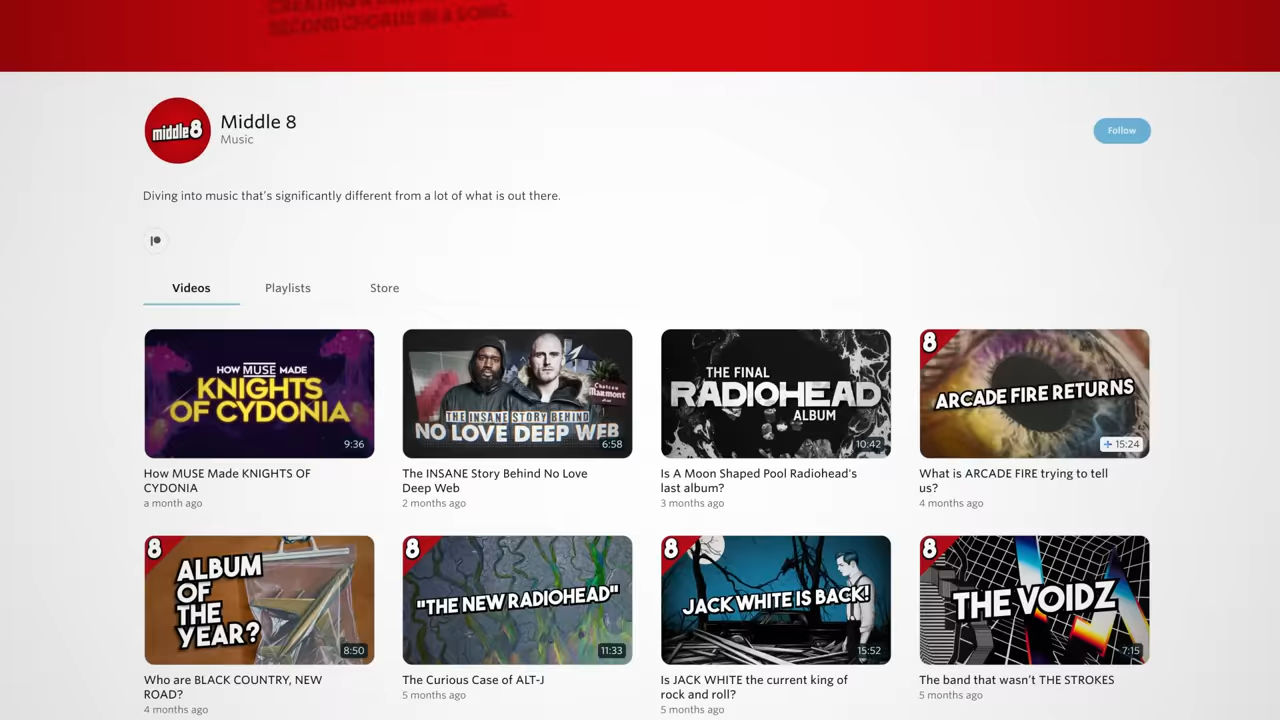 CREATING A
SECOND CHORUS IN A SONG.
middle8
Middle 8
Music
Follow
Diving into music that's significantly different from a lot of what is out there.
Videos
Playlists
Store
HOW MUSE MADE
KNIGHTS
OF CYDONIA
9:36
Chateau
Marmont
THE INSANE STORY BEHIND
NO LOVE DEEP WEB
6:58
THE FINAL
RADIOHEAD
ALBUM
10:42
8
ARCADE FIRE RETURNS
+ 15:24
How MUSE Made KNIGHTS OF
CYDONIA
a month ago
The INSANE Story Behind No Love
Deep Web
2 months ago
Is A Moon Shaped Pool Radiohead's
last album?
3 months ago
What is ARCADE FIRE trying to tell
us?
4 months ago
8
ALBUM
OF
THE
YEAR?
8:50
8
"THE NEW RADIOHEAD"
11:33
8
JACK WHITE IS BACK!
15:52
8
THE VOIDZ
7:15
Who are BLACK COUNTRY, NEW
ROAD?
4 months ago
The Curious Case of ALT-J
5 months ago
Is JACK WHITE the current king of
rock and roll?
5 months ago
The band that wasn't THE STROKES
5 months ago